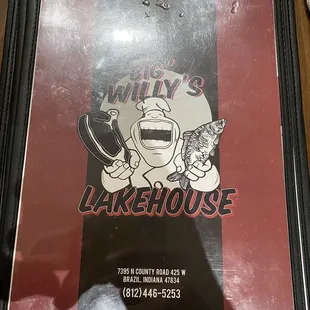 "BIG"
WILLY'S
LAKEHOUSE
7395 N COUNTY ROAD 425 W
BRAZIL, INDIANA 47834
(812)446-5253